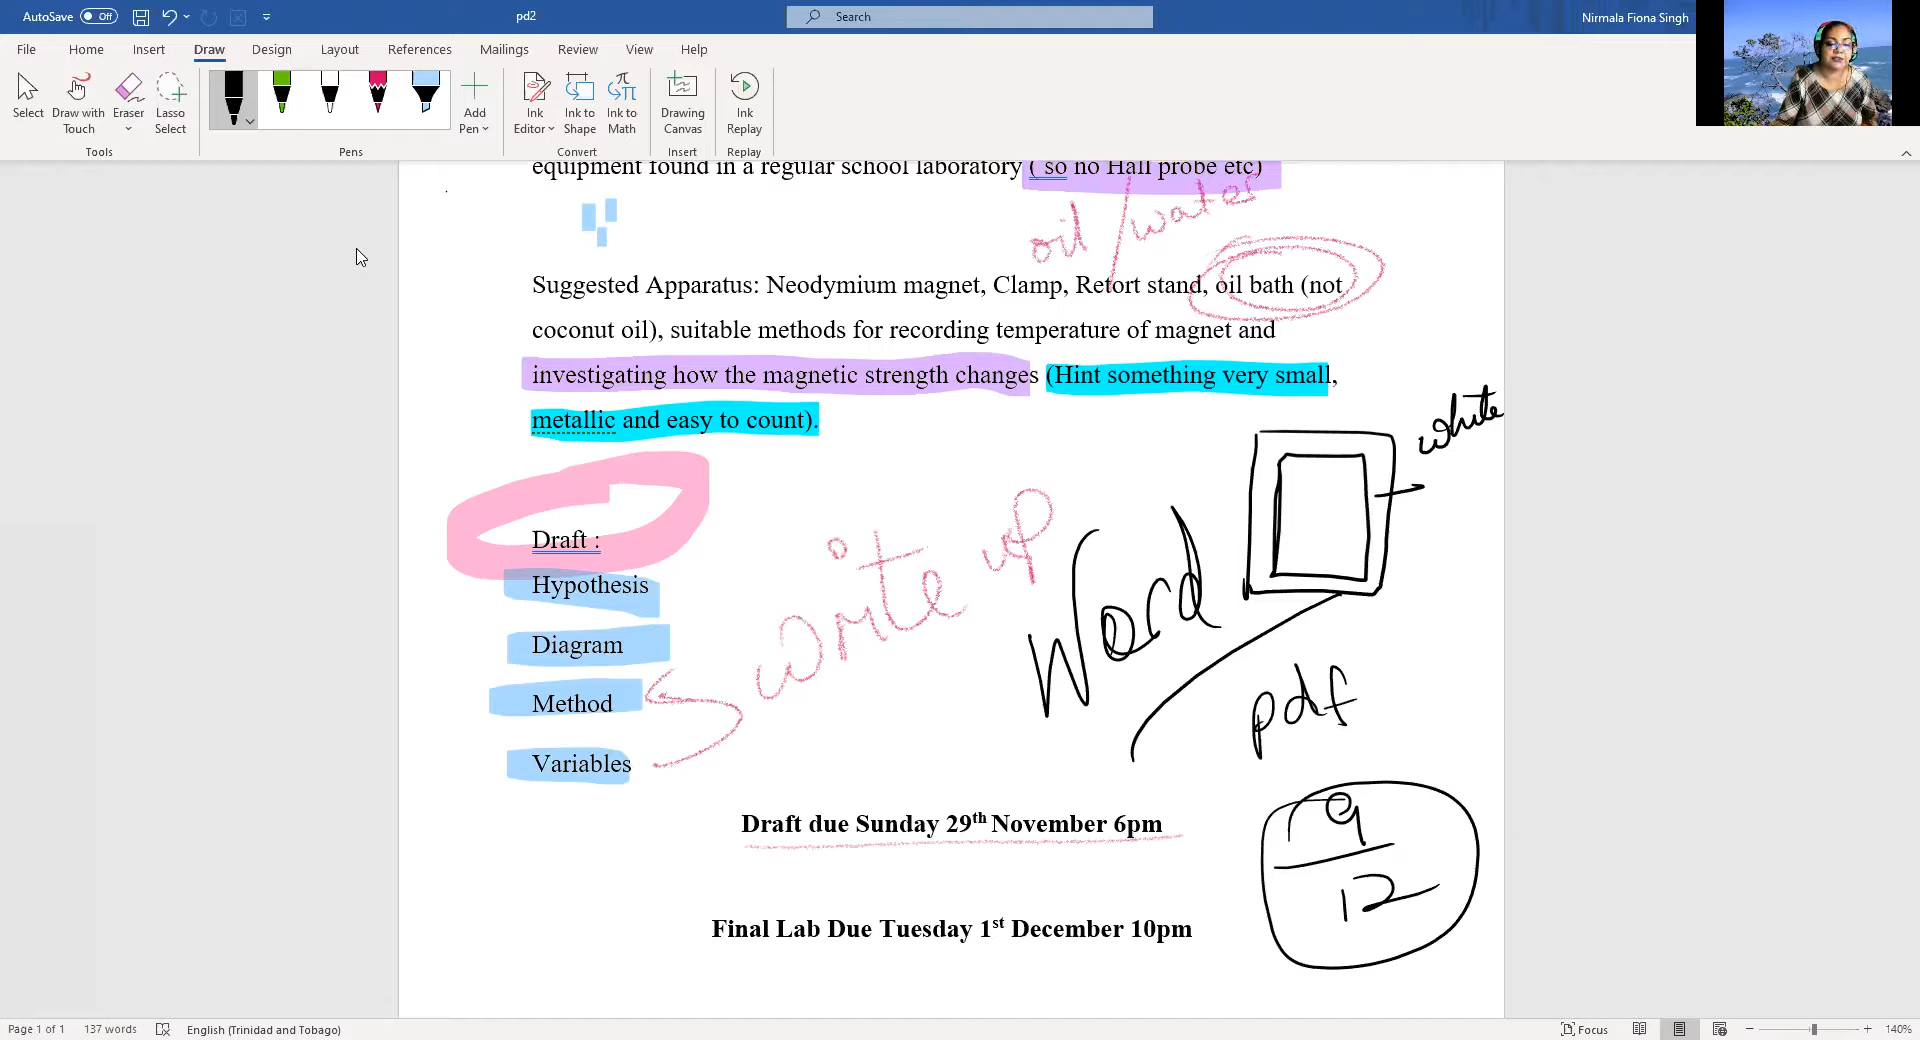 AutoSave Off pd2 Search Nirmala Fiona Singh
File Home Insert Draw Design Layout References Mailings Review View Help
Select Draw with Touch Eraser Lasso Select Add Pen Ink Editor Ink to Shape Ink to Math Drawing Canvas Ink Replay
Tools Pens Convert Insert Replay
equipment found in a regular school laboratory ( so no Hall probe etc)
oil / water
Suggested Apparatus: Neodymium magnet, Clamp, Retort stand, oil bath (not
coconut oil), suitable methods for recording temperature of magnet and
investigating how the magnetic strength changes (Hint something very small,
metallic and easy to count).
white
Draft :
Hypothesis
write up
Word
Diagram
Method
pdf
Variables
Draft due Sunday 29th November 6pm
9
12
Final Lab Due Tuesday 1st December 10pm
Page 1 of 1 137 words English (Trinidad and Tobago) Focus 140%